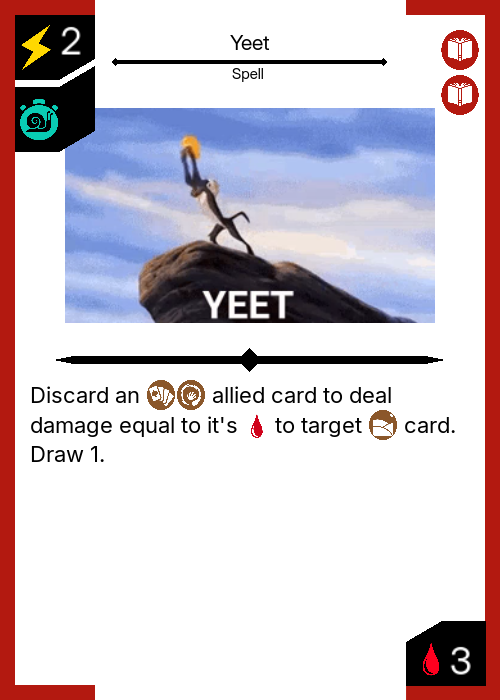 2
Yeet
Spell
YEET
Discard an allied card to deal
damage equal to it's to target card.
Draw 1.
3